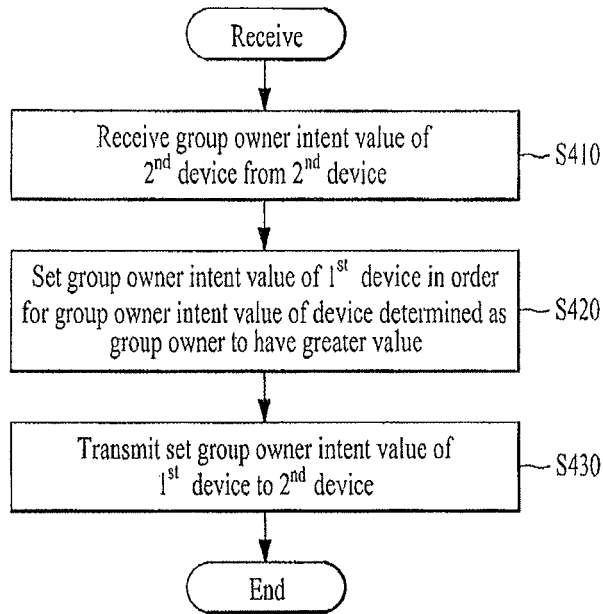 Receive
Receive group owner intent value of
2nd device from 2nd device
S410
Set group owner intent value of 1st device in order
for group owner intent value of device determined as
group owner to have greater value
S420
Transmit set group owner intent value of
1st device to 2nd device
S430
End